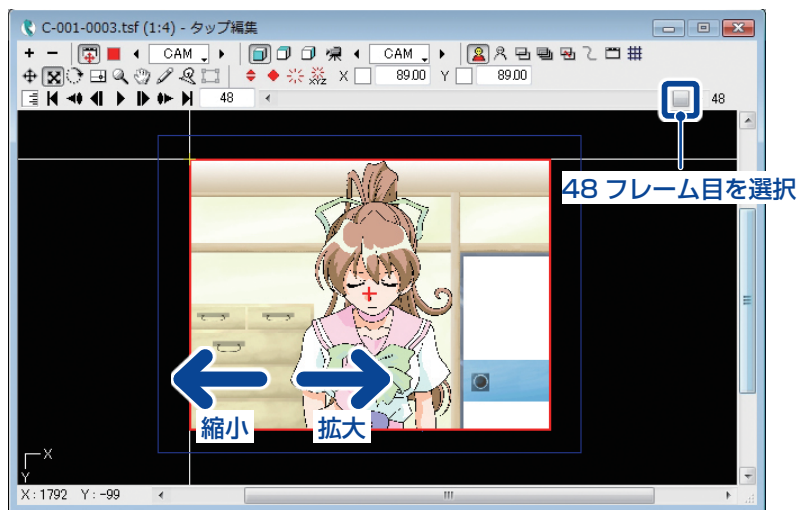 C-001-0003.tsf (1:4) - タップ編集
CAM
CAM
XYZ
X
89.00
Y
89.00
48
48
48 フレーム目を選択
縮小
拡大
X
Y
X : 1792 Y : -99